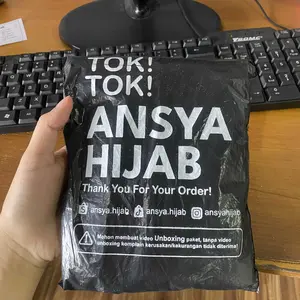 TOK!
TOK!
ANSYA
HIJAB
Thank You For Your Order!
ansya.hijab ansya.hijab ansyahijab
Mohon membuat video Unboxing paket, tanpa video
unboxing komplain kerusakan/kekurangan tidak diterima!